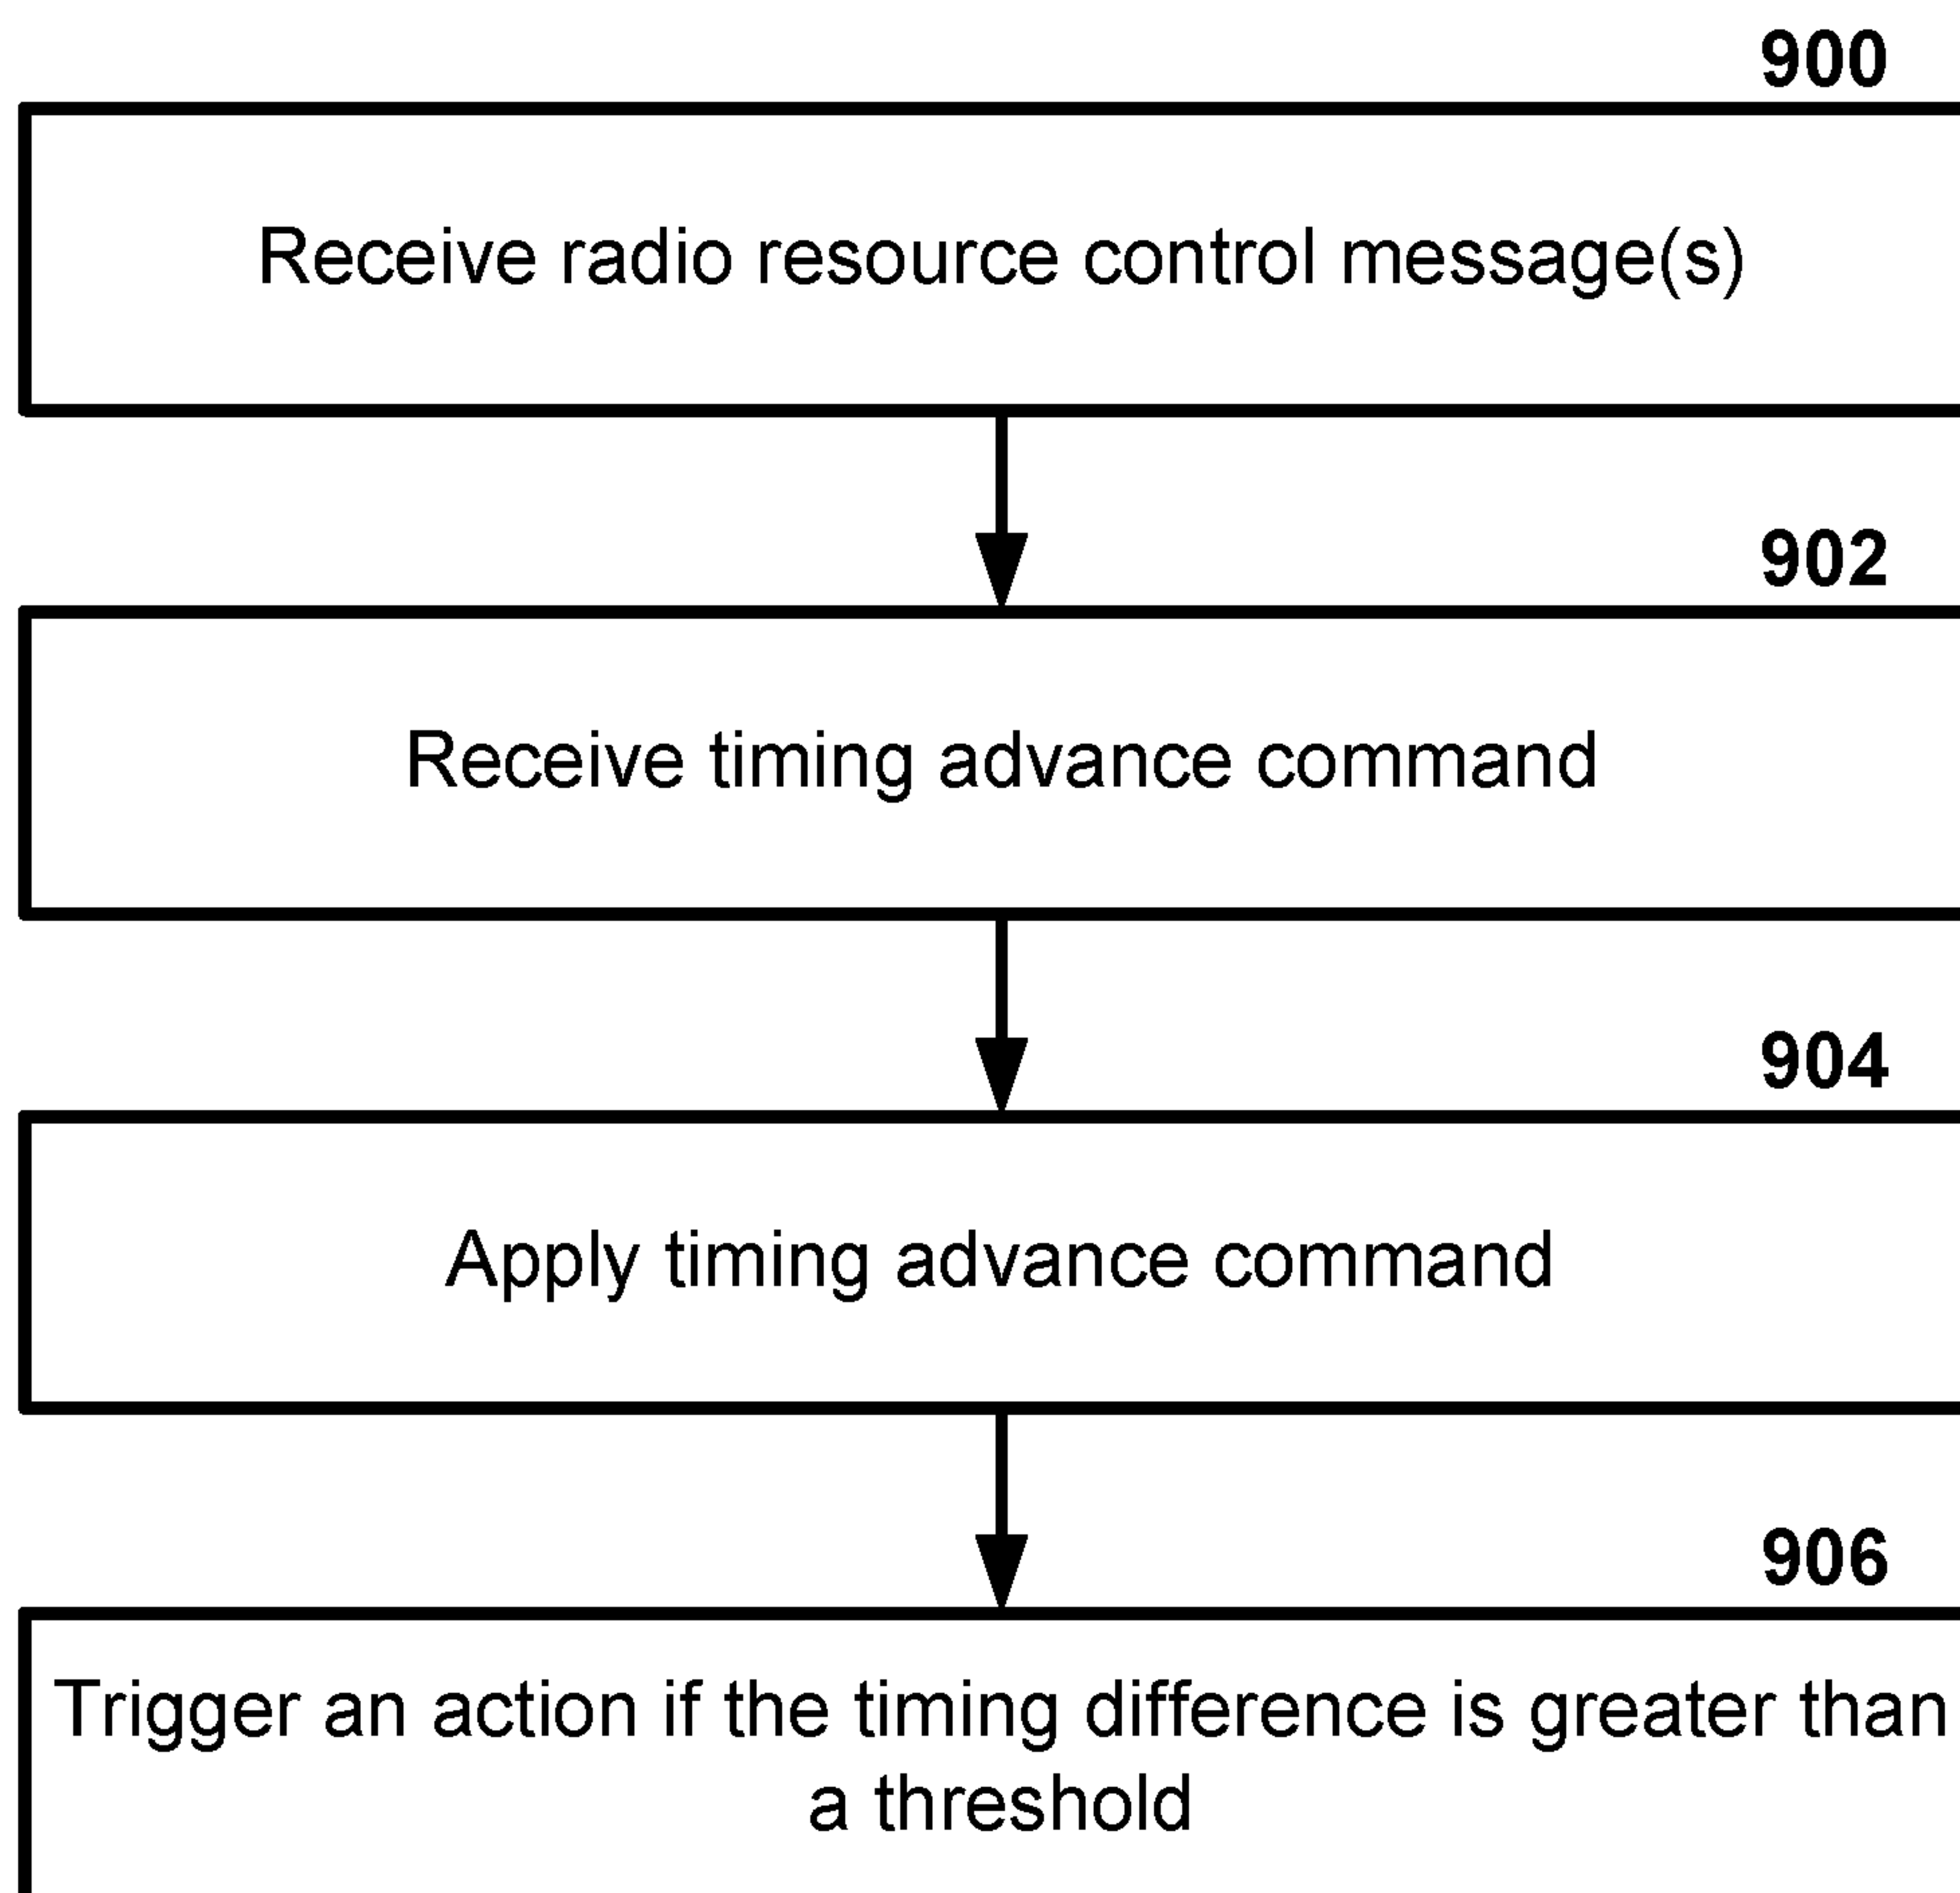 900
Receive radio resource control message(s)
902
Receive timing advance command
904
Apply timing advance command
906
Trigger an action if the timing difference is greater than
a threshold